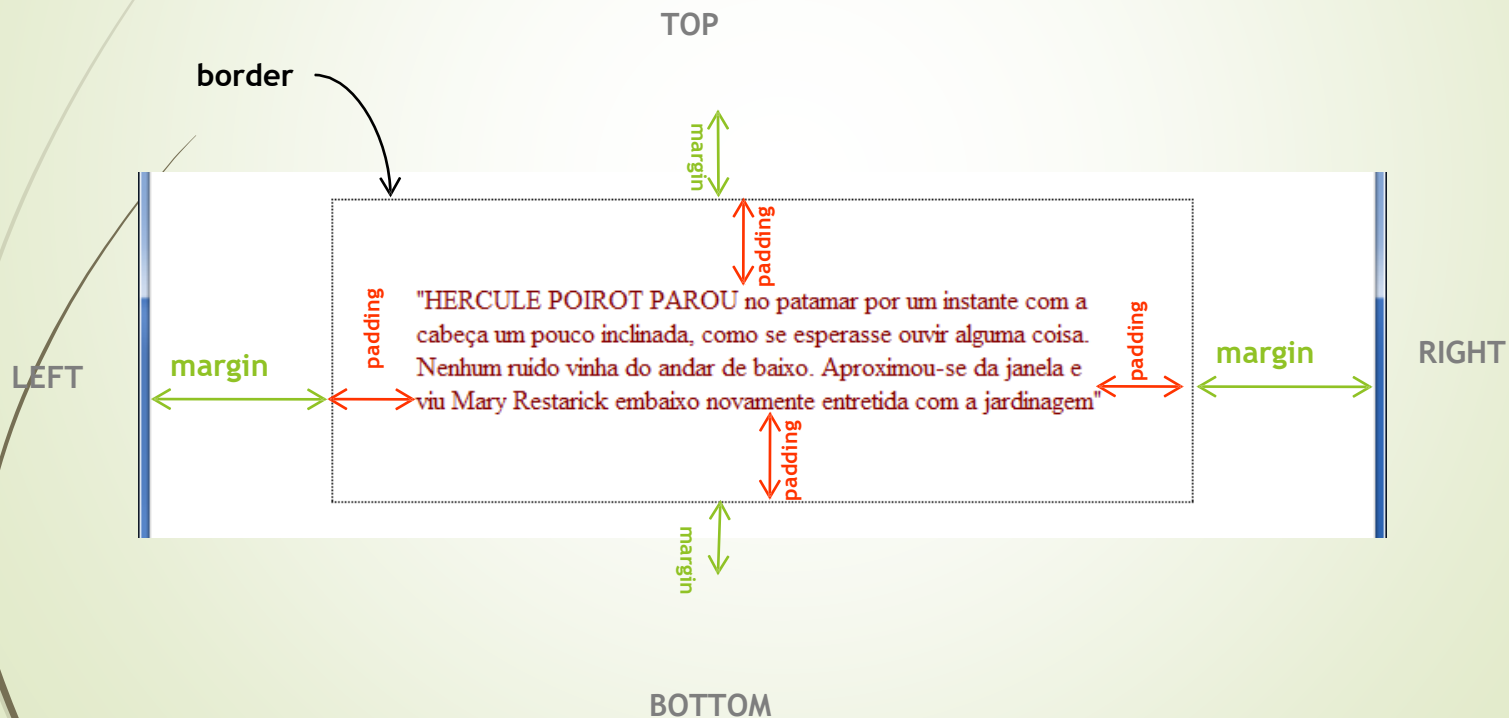 TOP
border
margin
padding
"HERCULE POIROT PAROU no patamar por um instante com a
cabeça um pouco inclinada, como se esperasse ouvir alguma coisa.
Nenhum ruído vinha do andar de baixo. Aproximou-se da janela e
viu Mary Restarick embaixo novamente entretida com a jardinagem"
LEFT
margin
padding
padding
margin
RIGHT
padding
margin
BOTTOM